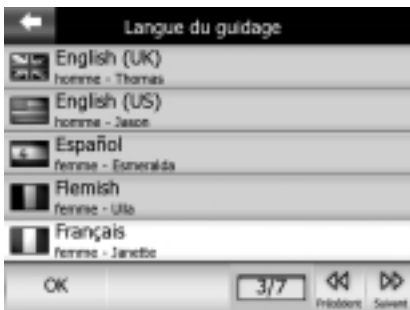 Langue du guidage
English (UK)
homme - Thomas
English (US)
homme - Jason
Español
femme - Esmeralda
Flemish
femme - Ulla
Français
femme - Janette
OK
3/7
Précédent
Suivant